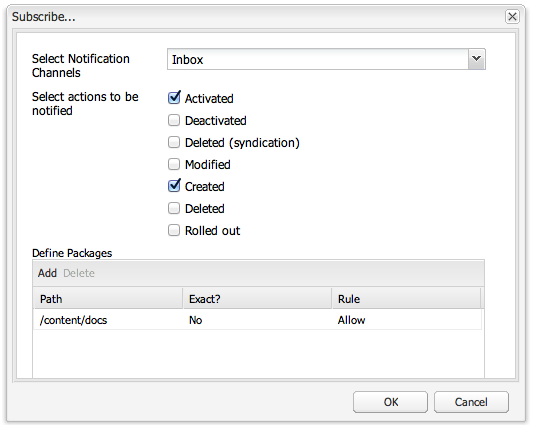 Subscribe...
Select Notification Channels
Inbox
Select actions to be notified
Activated
Deactivated
Deleted (syndication)
Modified
Created
Deleted
Rolled out
Define Packages
Add Delete
Path Exact? Rule
/content/docs No Allow
OK Cancel